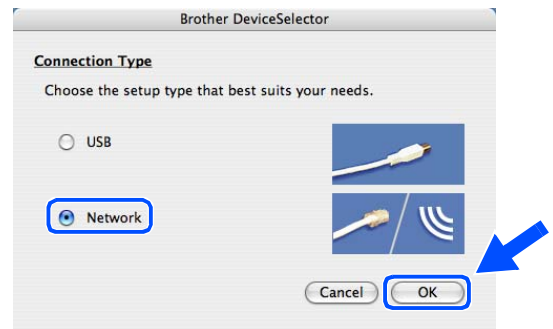 Brother DeviceSelector
Connection Type
Choose the setup type that best suits your needs.
USB
Network
Cancel OK